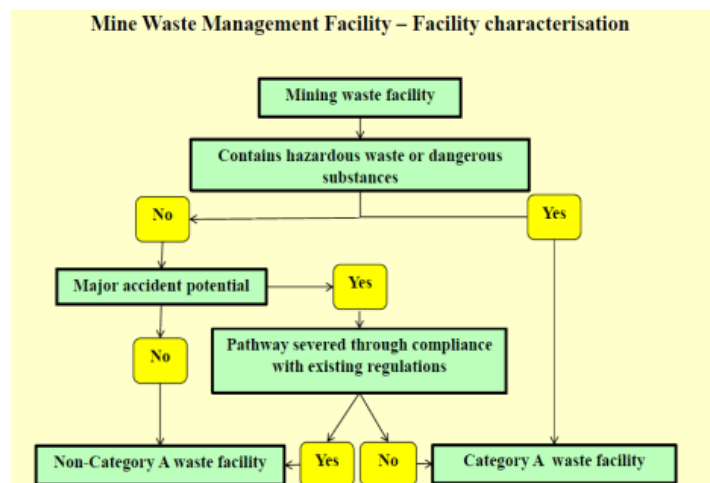 Mine Waste Management Facility – Facility characterisation
Mining waste facility
Contains hazardous waste or dangerous
substances
No
Yes
Major accident potential
Yes
No
Pathway severed through compliance
with existing regulations
Non-Category A waste facility
Yes
No
Category A waste facility